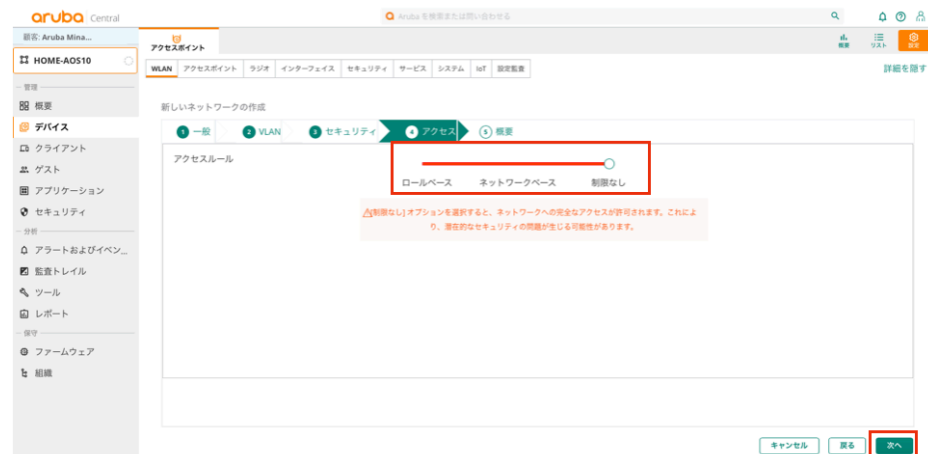 aruba Central
Aruba を検索または問い合わせる
顧客: Aruba Mina...
アクセスポイント
概要
リスト
設定
HOME-AOS10
WLAN アクセスポイント ラジオ インターフェイス セキュリティ サービス システム IoT 設定監査
詳細を隠す
管理
概要
デバイス
クライアント
ゲスト
アプリケーション
セキュリティ
分析
アラートおよびイベン...
監査トレイル
ツール
レポート
保守
ファームウェア
組織
新しいネットワークの作成
1 一般 2 VLAN 3 セキュリティ 4 アクセス 5 概要
アクセスルール
ロールベース ネットワークベース 制限なし
[制限なし] オプションを選択すると、ネットワークへの完全なアクセスが許可されます。これによ
り、潜在的なセキュリティの問題が生じる可能性があります。
キャンセル 戻る 次へ